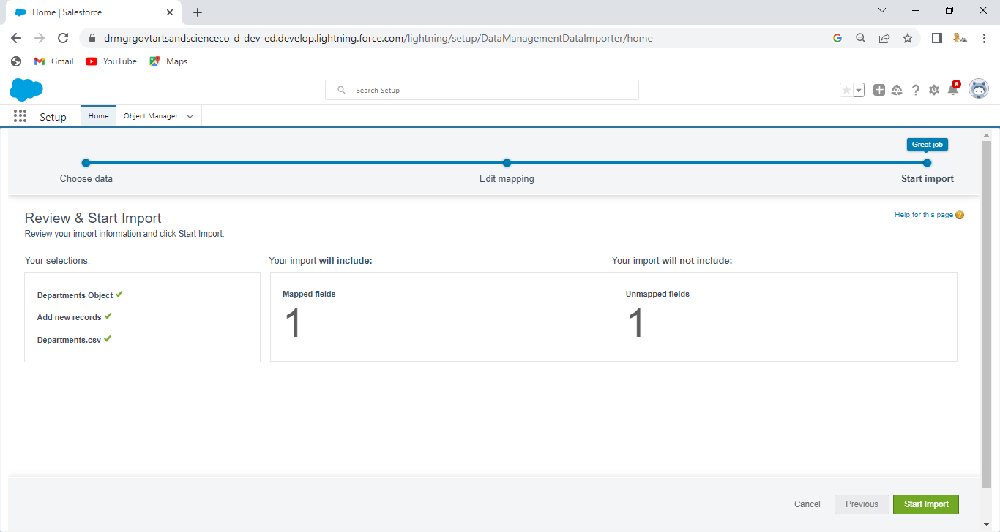 Home | Salesforce
drmgrgovtartsandscienceco-d-dev-ed.develop.lightning.force.com/lightning/setup/DataManagementDataImporter/home
Gmail YouTube Maps
Search Setup
8
Setup Home Object Manager
Great job
Choose data Edit mapping Start import
Review & Start Import
Help for this page ?
Review your import information and click Start Import.
Your selections: Your import will include: Your import will not include:
Departments Object
Add new records
Departments.csv
Mapped fields
1
Unmapped fields
1
Cancel Previous Start Import